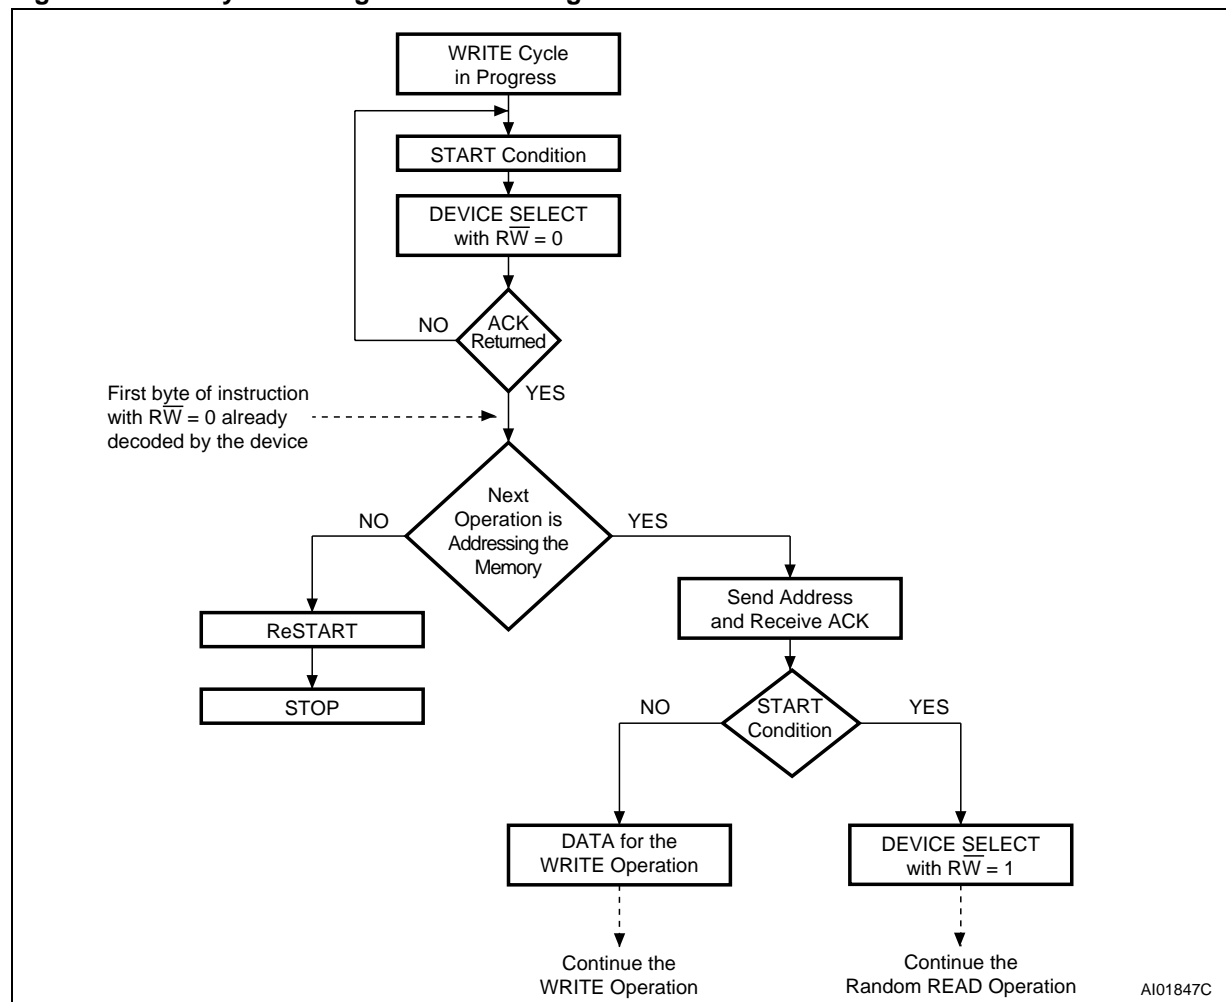 WRITE Cycle
in Progress
START Condition
DEVICE SELECT
with RW̅ = 0
NO
ACK
Returned
YES
First byte of instruction
with RW̅ = 0 already
decoded by the device
Next
Operation is
Addressing the
Memory
NO
YES
Send Address
and Receive ACK
ReSTART
STOP
START
Condition
NO
YES
DATA for the
WRITE Operation
DEVICE SELECT
with RW̅ = 1
Continue the
WRITE Operation
Continue the
Random READ Operation
AI01847C